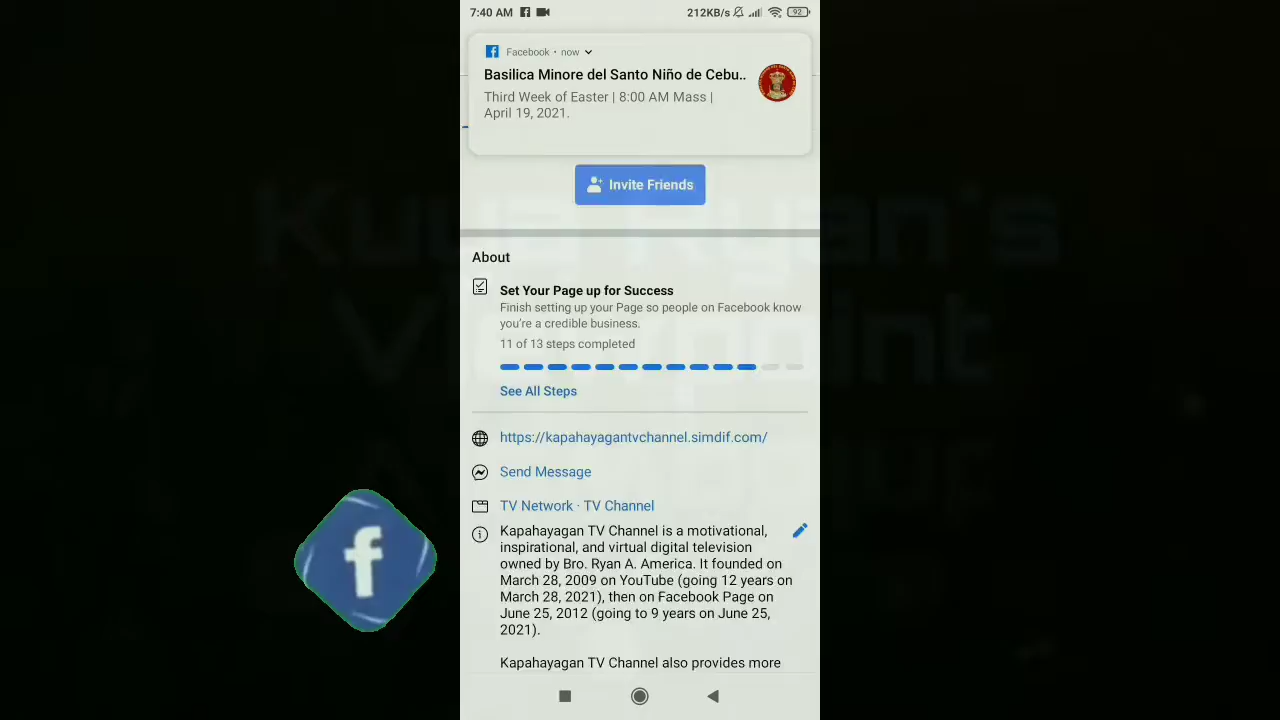 7:40 AM
212KB/s
92
Facebook · now
Basilica Minore del Santo Niño de Cebu..
Third Week of Easter | 8:00 AM Mass |
April 19, 2021.
Invite Friends
Kuya Ryan's
Viewpoint
About
Set Your Page up for Success
Finish setting up your Page so people on Facebook know
you're a credible business.
11 of 13 steps completed
See All Steps
https://kapahayagantvchannel.simdif.com/
Send Message
TV Network · TV Channel
Kapahayagan TV Channel is a motivational,
inspirational, and virtual digital television
owned by Bro. Ryan A. America. It founded on
March 28, 2009 on YouTube (going 12 years on
March 28, 2021), then on Facebook Page on
June 25, 2012 (going to 9 years on June 25,
2021).
Kapahayagan TV Channel also provides more
f